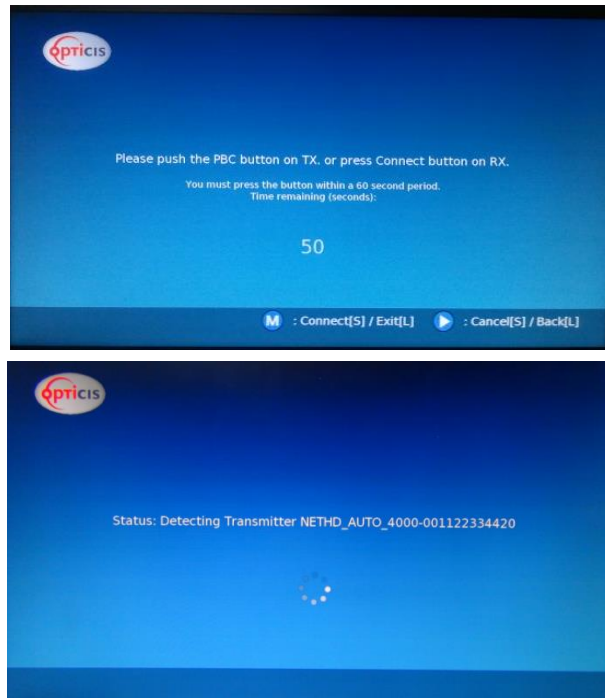 OPTICIS
Please push the PBC button on TX. or press Connect button on RX.
You must press the button within a 60 second period.
Time remaining (seconds):
50
M : Connect[S] / Exit[L] : Cancel[S] / Back[L]
OPTICIS
Status: Detecting Transmitter NETHD_AUTO_4000-001122334420